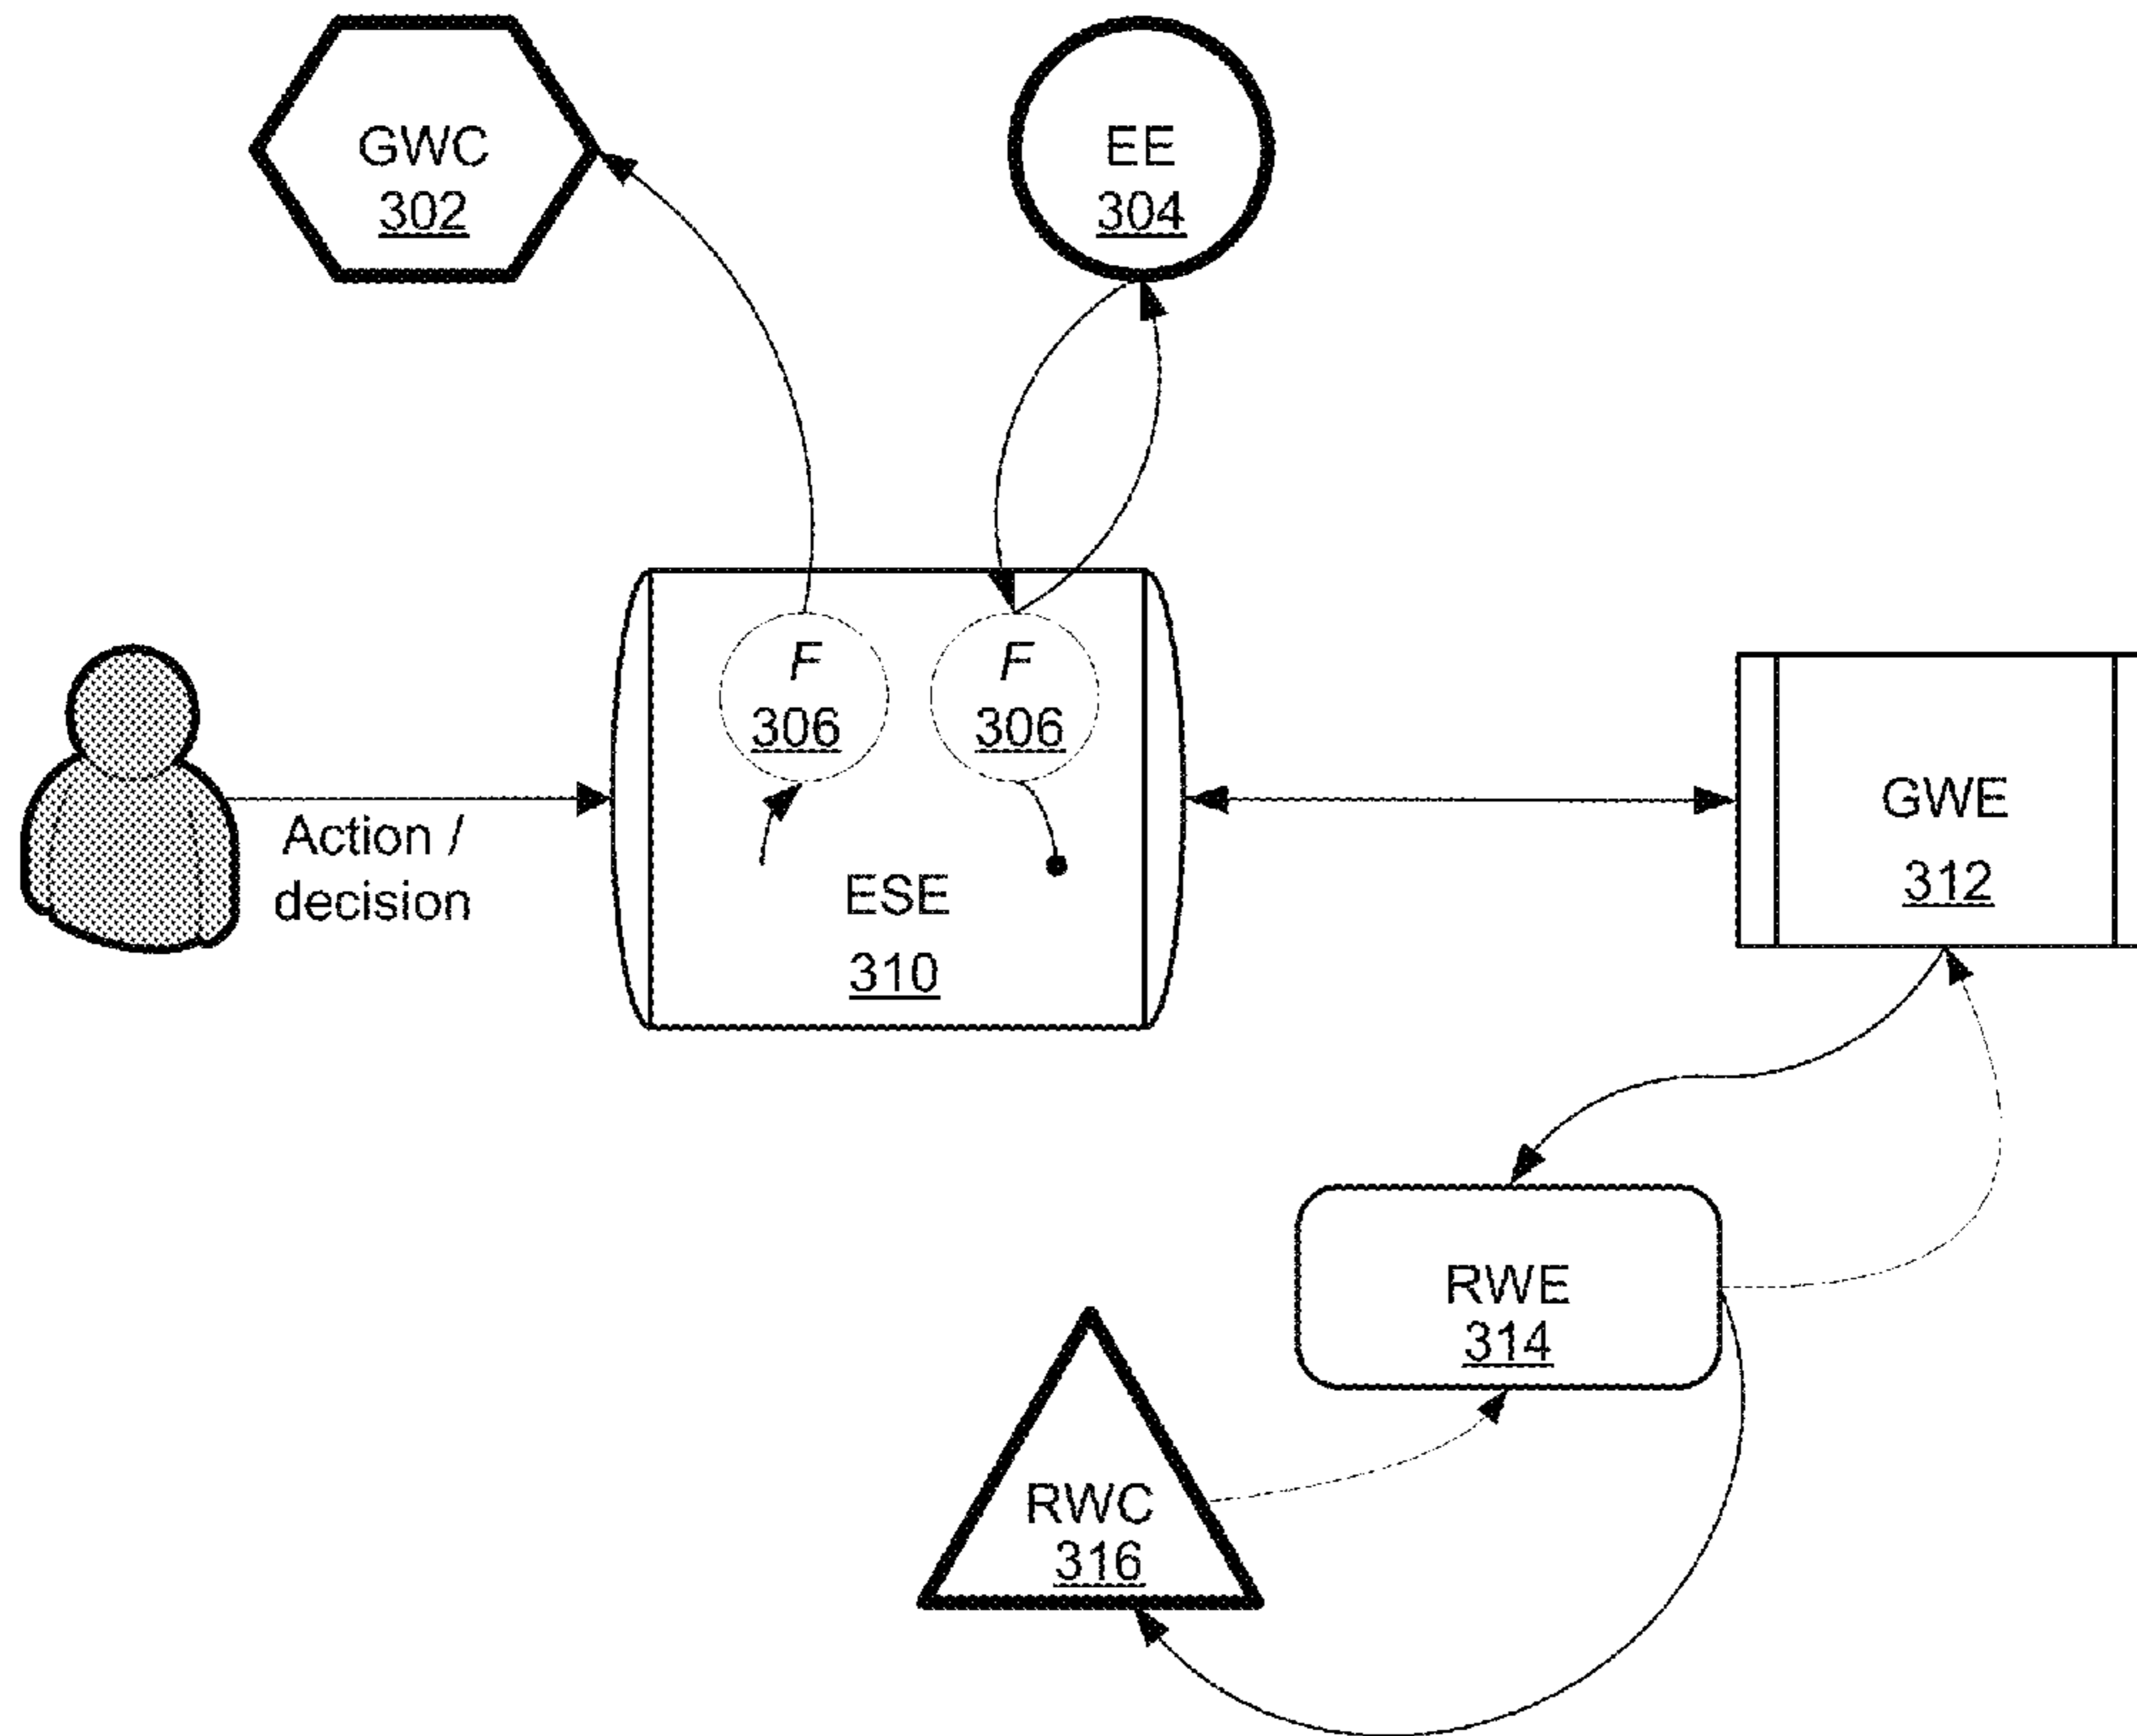 GWC
302
EE
304
F
306
F
306
Action /
decision
ESE
310
GWE
312
RWE
314
RWC
316